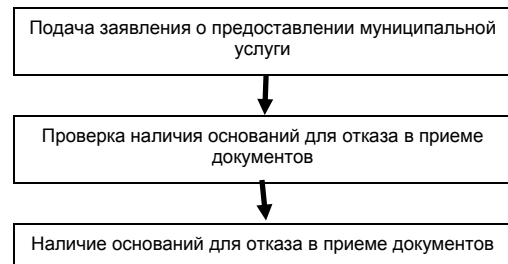 Подача заявления о предоставлении муниципальной
услуги
Проверка наличия оснований для отказа в приеме
документов
Наличие оснований для отказа в приеме документов